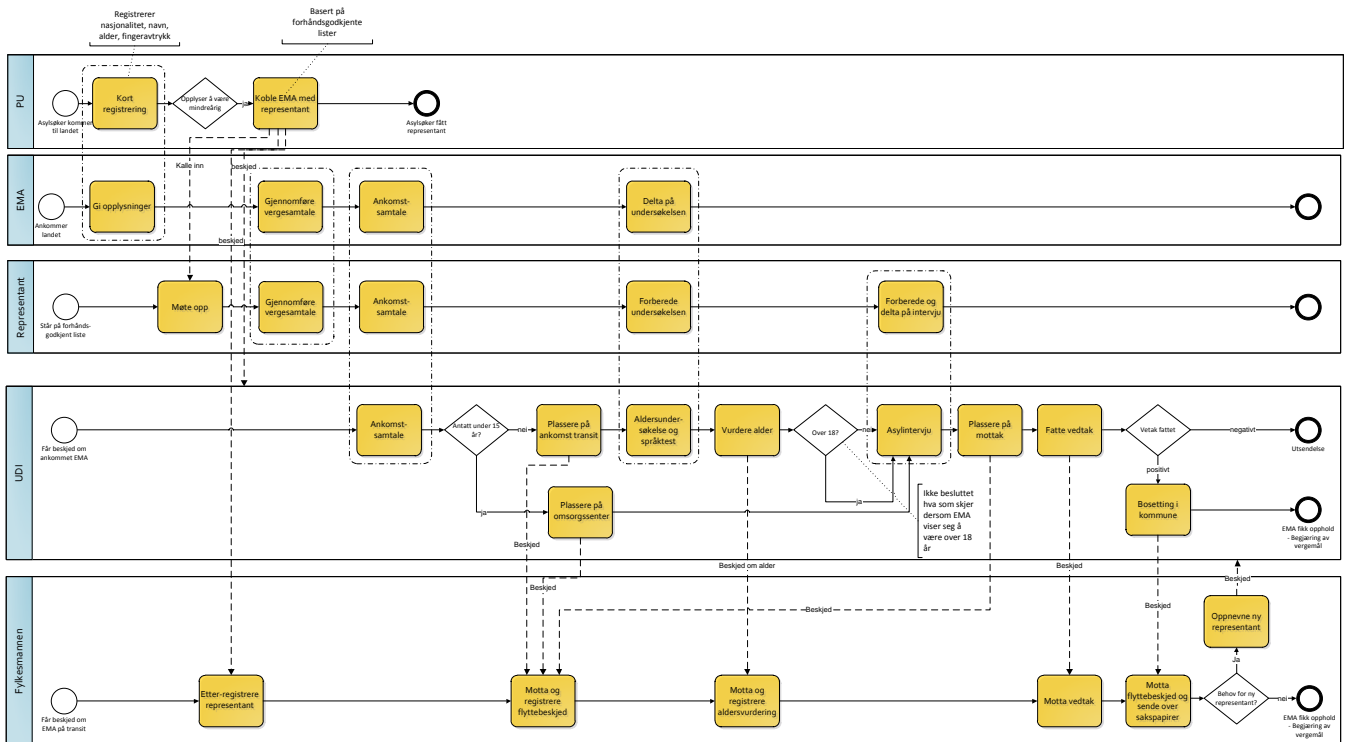 Registrerer
nasjonalitet, navn,
alder, fingeravtrykk
Basert på
forhåndsgodkjente
lister
PU
Asylsøker kommer
til landet
Kort
registrering
Opplyser å være
mindreårig
ja
Koble EMA med
representant
Asylsøker fått
representant
Kalle inn
beskjed
EMA
Ankommer
landet
Gi opplysninger
Gjennomføre
vergesamtale
Ankomst-
samtale
Delta på
undersøkelsen
beskjed
Representant
Står på forhånds-
godkjent liste
Møte opp
Gjennomføre
vergesamtale
Ankomst-
samtale
Forberede
undersøkelsen
Forberede og
delta på intervju
UDI
Får beskjed om
ankommet EMA
Ankomst-
samtale
Antatt under 15
år?
nei
Plassere på
ankomst transit
Aldersunder-
søkelse og
språktest
Vurdere alder
Over 18?
nei
Asylintervju
Plassere på
mottak
Fatte vedtak
Vetak fattet
negativt
Utsendelse
positivt
ja
Plassere på
omsorgssenter
ja
Ikke besluttet
hva som skjer
dersom EMA
viser seg å
være over 18
år
Bosetting i
kommune
EMA fikk opphold
- Begjæring av
vergemål
Beskjed
Beskjed om alder
Beskjed
Beskjed
Beskjed
Beskjed
Beskjed
Fylkesmannen
Får beskjed om
EMA på transit
Etter-registrere
representant
Motta og
registrere
flyttebeskjed
Motta og
registrere
aldersvurdering
Motta vedtak
Motta
flyttebeskjed og
sende over
sakspapirer
Oppnevne ny
representant
Ja
Behov for ny
representant?
nei
EMA fikk opphold
- Begjæring av
vergemål